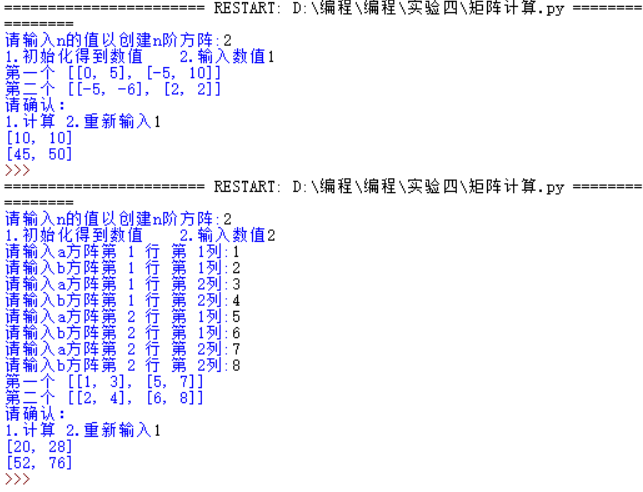 ======================= RESTART: D:\编程\编程\实验四\矩阵计算.py ========
========
请输入n的值以创建n阶方阵:2
1.初始化得到数值    2.输入数值1
第一个 [[0, 5], [-5, 10]]
第二个 [[-5, -6], [2, 2]]
请确认:
1.计算 2.重新输入1
[10, 10]
[45, 50]
>>>
======================= RESTART: D:\编程\编程\实验四\矩阵计算.py ========
========
请输入n的值以创建n阶方阵:2
1.初始化得到数值    2.输入数值2
请输入a方阵第 1 行 第 1列:1
请输入b方阵第 1 行 第 1列:2
请输入a方阵第 1 行 第 2列:3
请输入b方阵第 1 行 第 2列:4
请输入a方阵第 2 行 第 1列:5
请输入b方阵第 2 行 第 1列:6
请输入a方阵第 2 行 第 2列:7
请输入b方阵第 2 行 第 2列:8
第一个 [[1, 3], [5, 7]]
第二个 [[2, 4], [6, 8]]
请确认:
1.计算 2.重新输入1
[20, 28]
[52, 76]
>>>